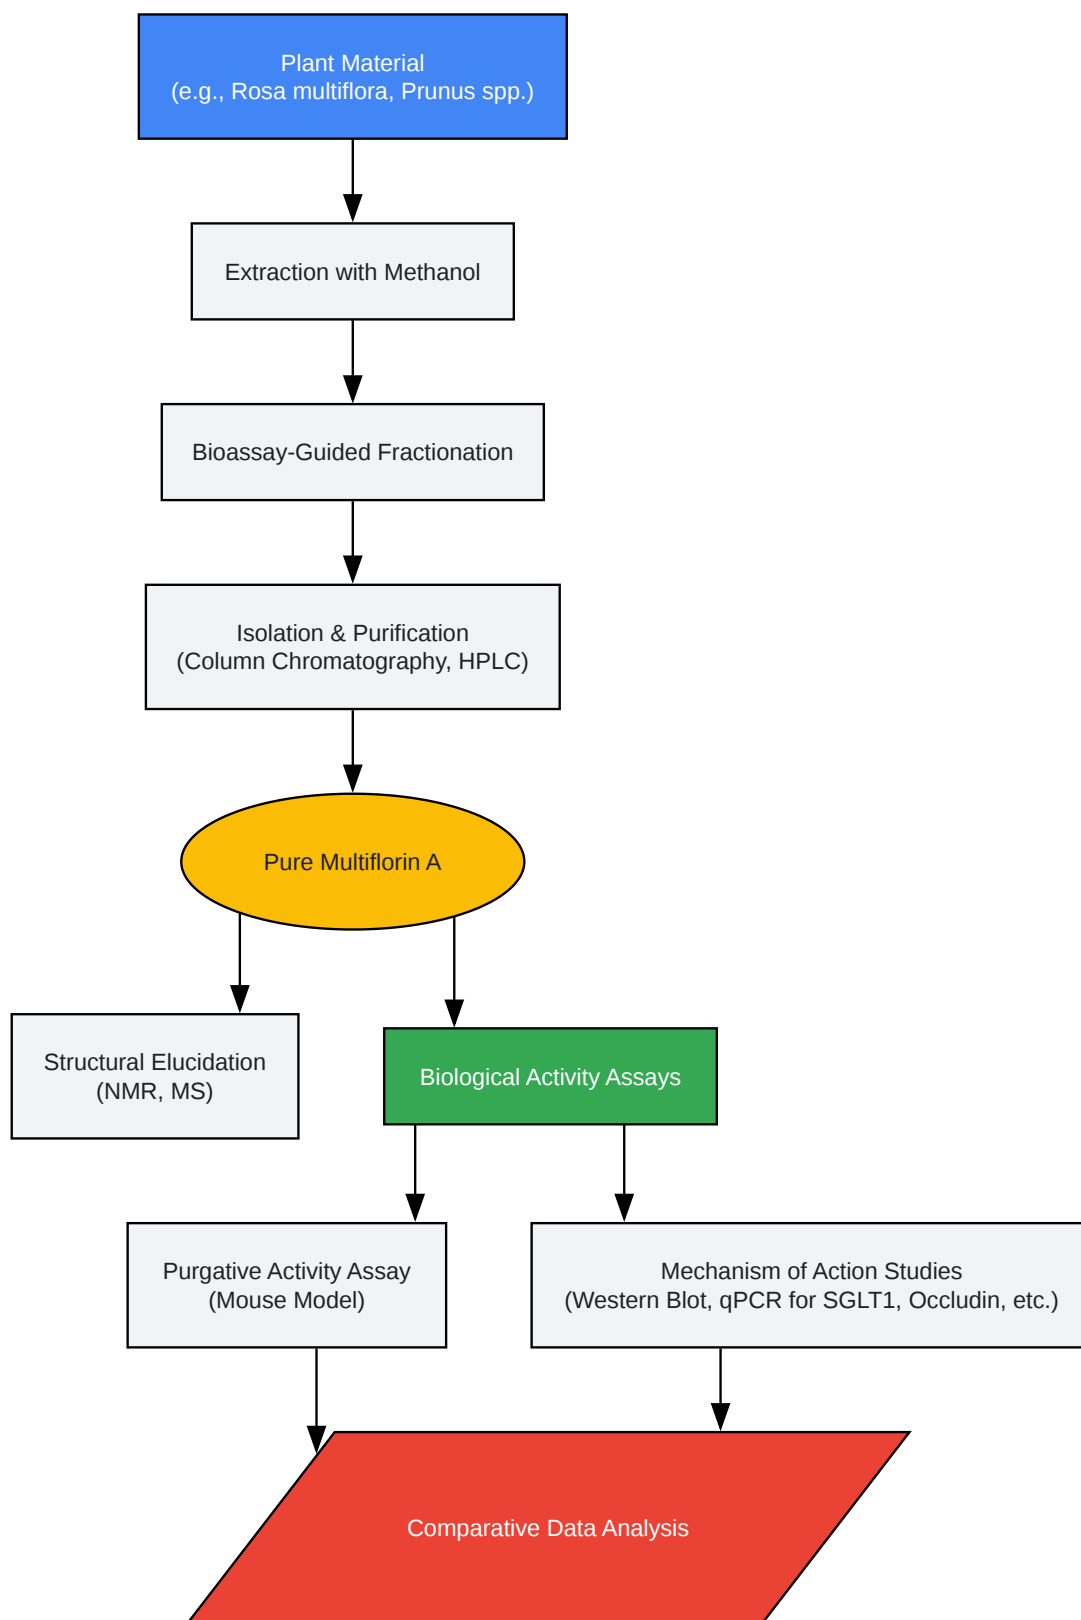 Plant Material
(e.g., Rosa multiflora, Prunus spp.)
Extraction with Methanol
Bioassay-Guided Fractionation
Isolation & Purification
(Column Chromatography, HPLC)
Pure Multiflorin A
Structural Elucidation
(NMR, MS)
Biological Activity Assays
Purgative Activity Assay
(Mouse Model)
Mechanism of Action Studies
(Western Blot, qPCR for SGLT1, Occludin, etc.)
Comparative Data Analysis